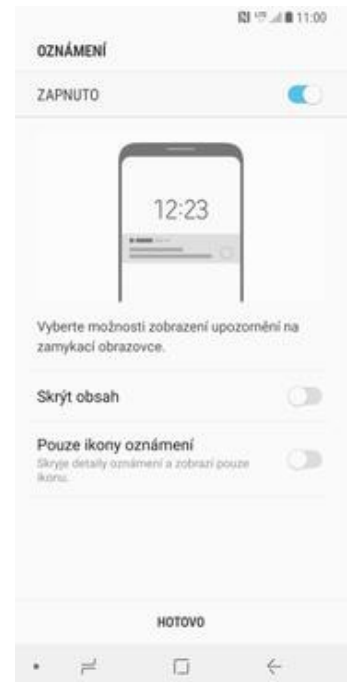 LTE 11:00
OZNÁMENÍ
ZAPNUTO
12:23
Vyberte možnosti zobrazení upozornění na
zamykací obrazovce.
Skrýt obsah
Pouze ikony oznámení
Skryje detaily oznámení a zobrazí pouze
ikonu.
HOTOVO